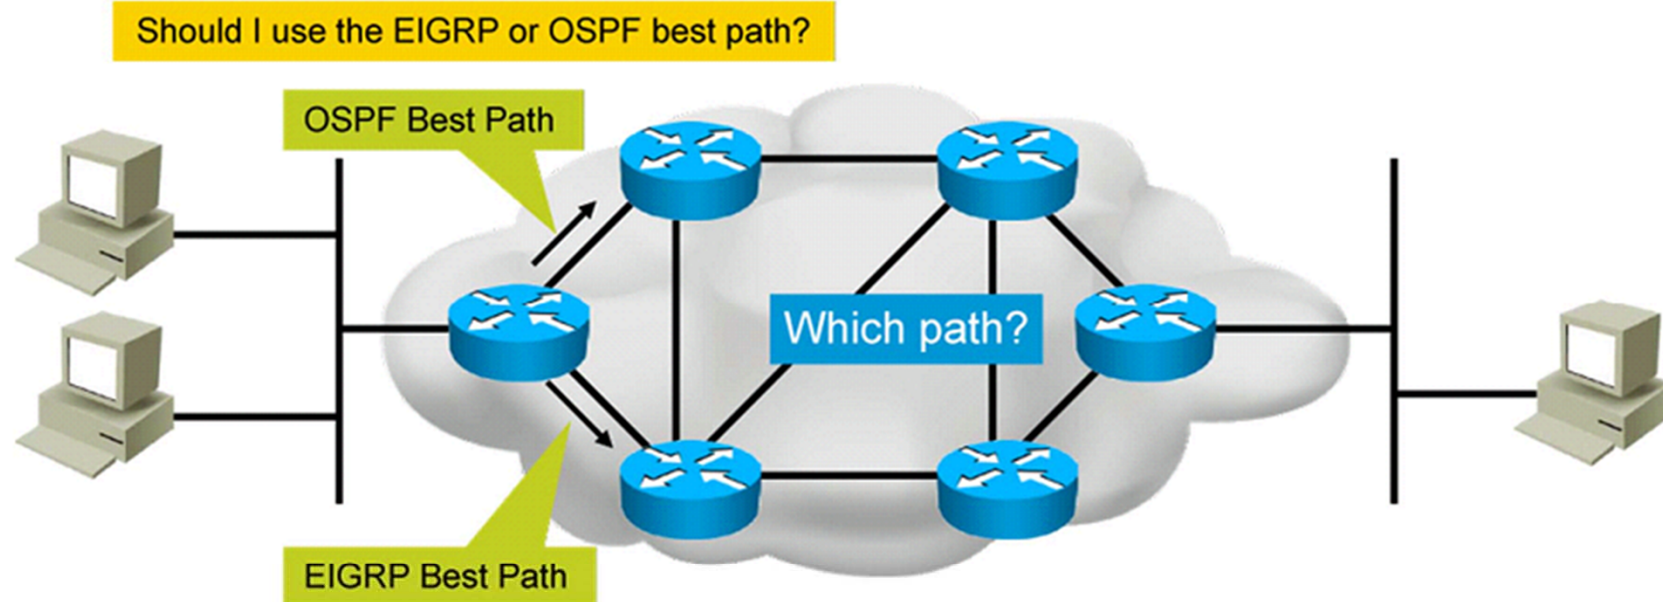 Should I use the EIGRP or OSPF best path?
OSPF Best Path
Which path?
EIGRP Best Path